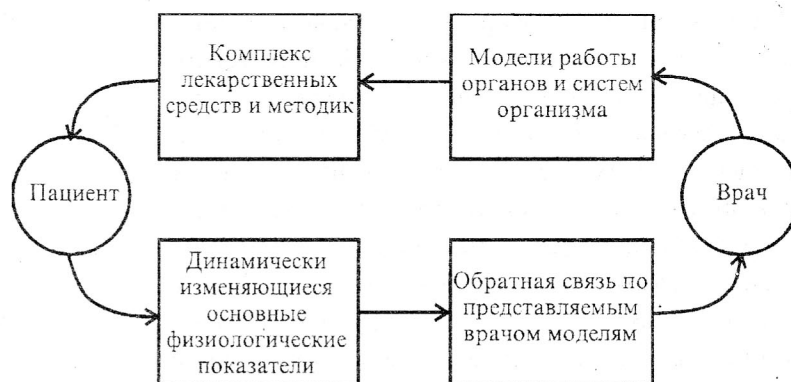 Комплекс
лекарственных
средств и методик
Модели работы
органов и систем
организма
Пациент
Врач
Динамически
изменяющиеся
основные
физиологические
показатели
Обратная связь по
представляемым
врачом моделям